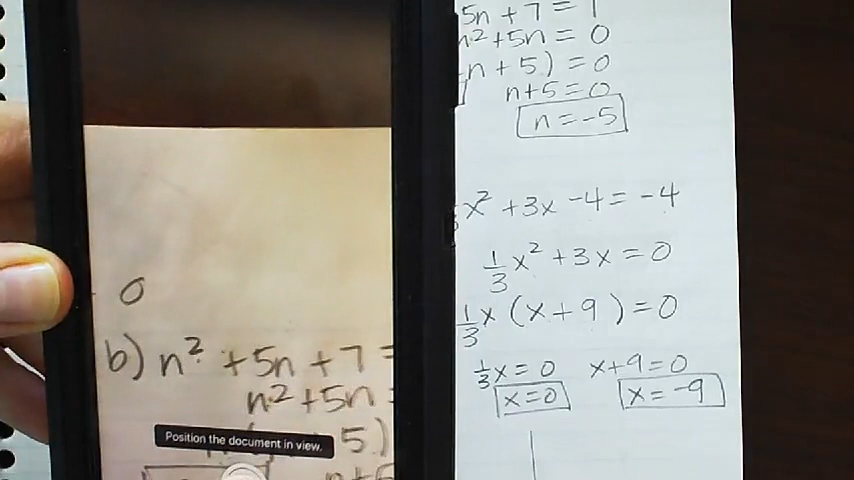 0
b) n² + 5n + 7 =
n² + 5n
5)
Position the document in view.
5n + 7 = 1
n² + 5n = 0
n + 5) = 0
n + 5 = 0
n = -5
x² + 3x - 4 = -4
1/3 x² + 3x = 0
1/3 x (x + 9) = 0
1/3 x = 0 x + 9 = 0
x = 0 x = -9